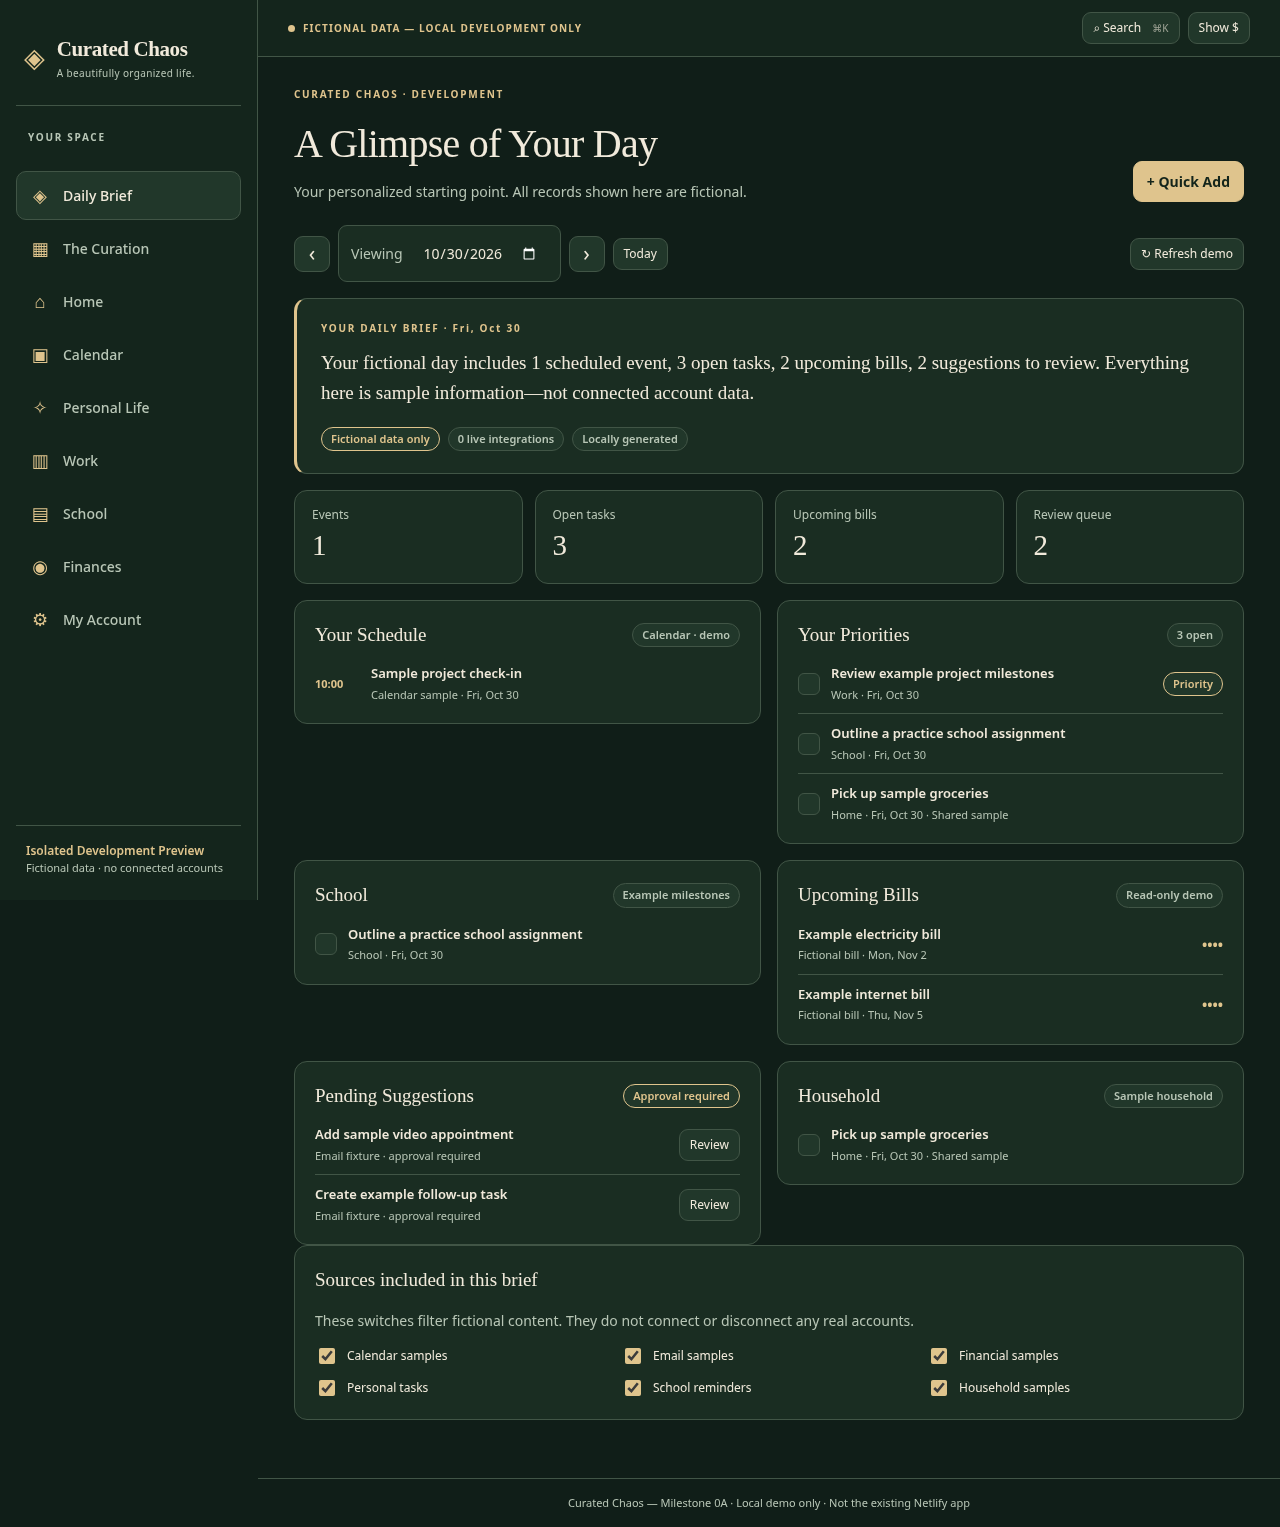 Curated Chaos
A beautifully organized life.
YOUR SPACE
Daily Brief
The Curation
Home
Calendar
Personal Life
Work
School
Finances
My Account
Isolated Development Preview
Fictional data · no connected accounts
FICTIONAL DATA — LOCAL DEVELOPMENT ONLY
Search ⌘K
Show $
CURATED CHAOS · DEVELOPMENT
A Glimpse of Your Day
Your personalized starting point. All records shown here are fictional.
+ Quick Add
‹
Viewing 10/30/2026
›
Today
↻ Refresh demo
YOUR DAILY BRIEF · Fri, Oct 30
Your fictional day includes 1 scheduled event, 3 open tasks, 2 upcoming bills, 2 suggestions to review. Everything
here is sample information—not connected account data.
Fictional data only
0 live integrations
Locally generated
Events
1
Open tasks
3
Upcoming bills
2
Review queue
2
Your Schedule
Calendar · demo
10:00
Sample project check-in
Calendar sample · Fri, Oct 30
Your Priorities
3 open
Review example project milestones
Work · Fri, Oct 30
Priority
Outline a practice school assignment
School · Fri, Oct 30
Pick up sample groceries
Home · Fri, Oct 30 · Shared sample
School
Example milestones
Outline a practice school assignment
School · Fri, Oct 30
Upcoming Bills
Read-only demo
Example electricity bill
Fictional bill · Mon, Nov 2
••••
Example internet bill
Fictional bill · Thu, Nov 5
••••
Pending Suggestions
Approval required
Add sample video appointment
Email fixture · approval required
Review
Create example follow-up task
Email fixture · approval required
Review
Household
Sample household
Pick up sample groceries
Home · Fri, Oct 30 · Shared sample
Sources included in this brief
These switches filter fictional content. They do not connect or disconnect any real accounts.
Calendar samples
Email samples
Financial samples
Personal tasks
School reminders
Household samples
Curated Chaos — Milestone 0A · Local demo only · Not the existing Netlify app